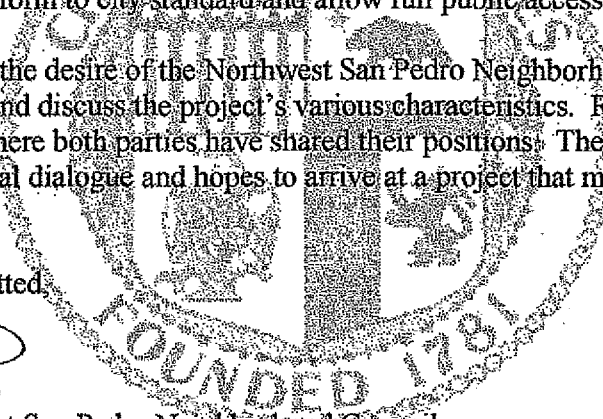 form to city standard and allow full public access
the desire of the Northwest San Pedro Neighborh
nd discuss the project's various characteristics. F
here both parties have shared their positions. The
al dialogue and hopes to arrive at a project that m
tted,
FOUNDED 1781
San Pedro Neighborhood Council